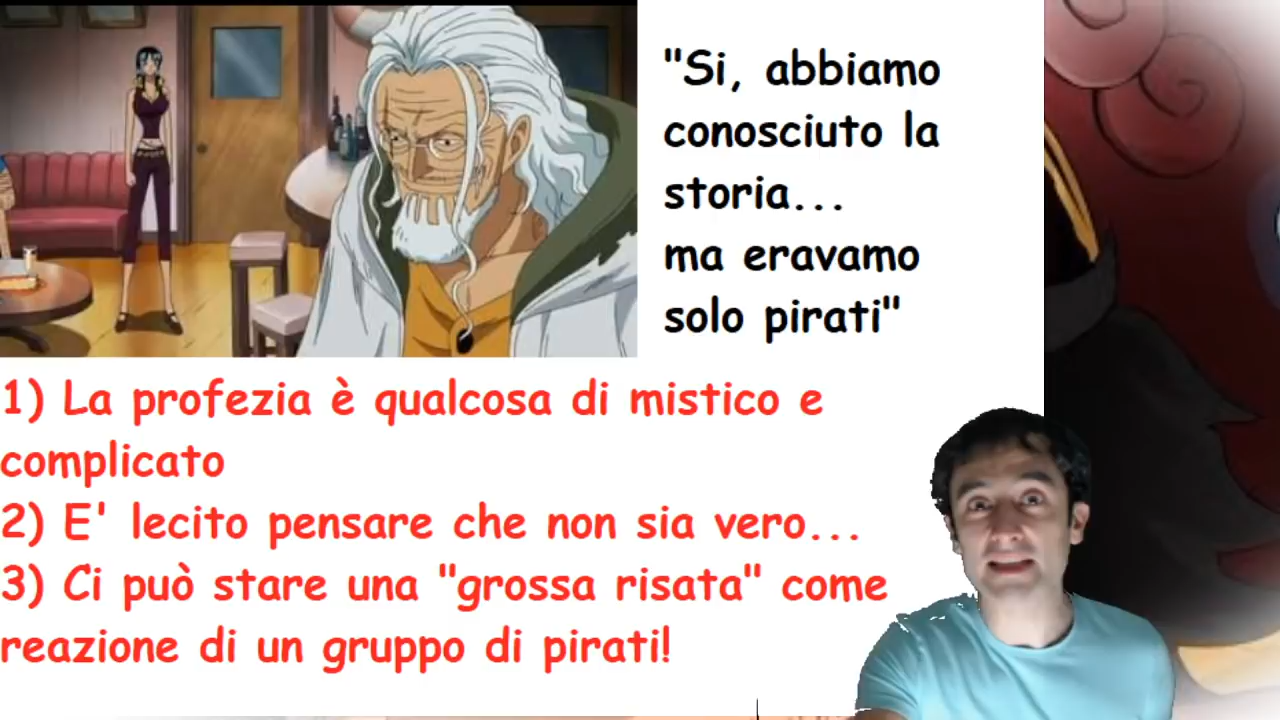 "Si, abbiamo
conosciuto la
storia...
ma eravamo
solo pirati"
1) La profezia è qualcosa di mistico e
complicato
2) E' lecito pensare che non sia vero...
3) Ci può stare una "grossa risata" come
reazione di un gruppo di pirati!